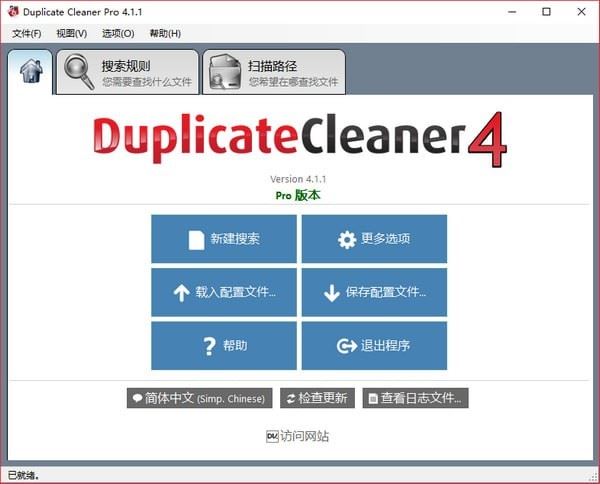 Duplicate Cleaner Pro 4.1.1
文件(F) 视图(V) 选项(O) 帮助(H)
搜索规则
您需要查找什么文件
扫描路径
您希望在哪查找文件
DuplicateCleaner4
Version 4.1.1
Pro 版本
新建搜索
更多选项
载入配置文件...
保存配置文件...
帮助
退出程序
简体中文 (Simp. Chinese)
检查更新
查看日志文件...
访问网站
已就绪。